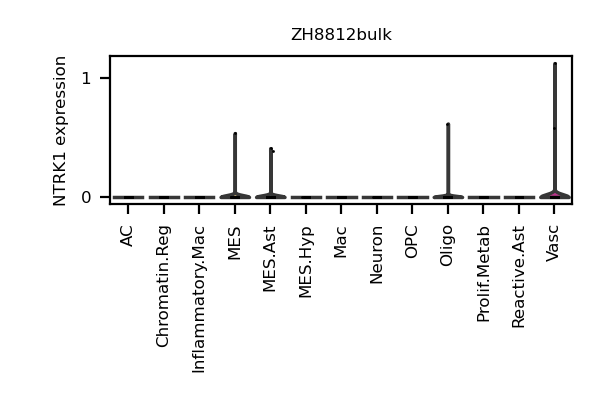 ZH8812bulk
NTRK1 expression
1
0
AC
Chromatin.Reg
Inflammatory.Mac
MES
MES.Ast
MES.Hyp
Mac
Neuron
OPC
Oligo
Prolif.Metab
Reactive.Ast
Vasc